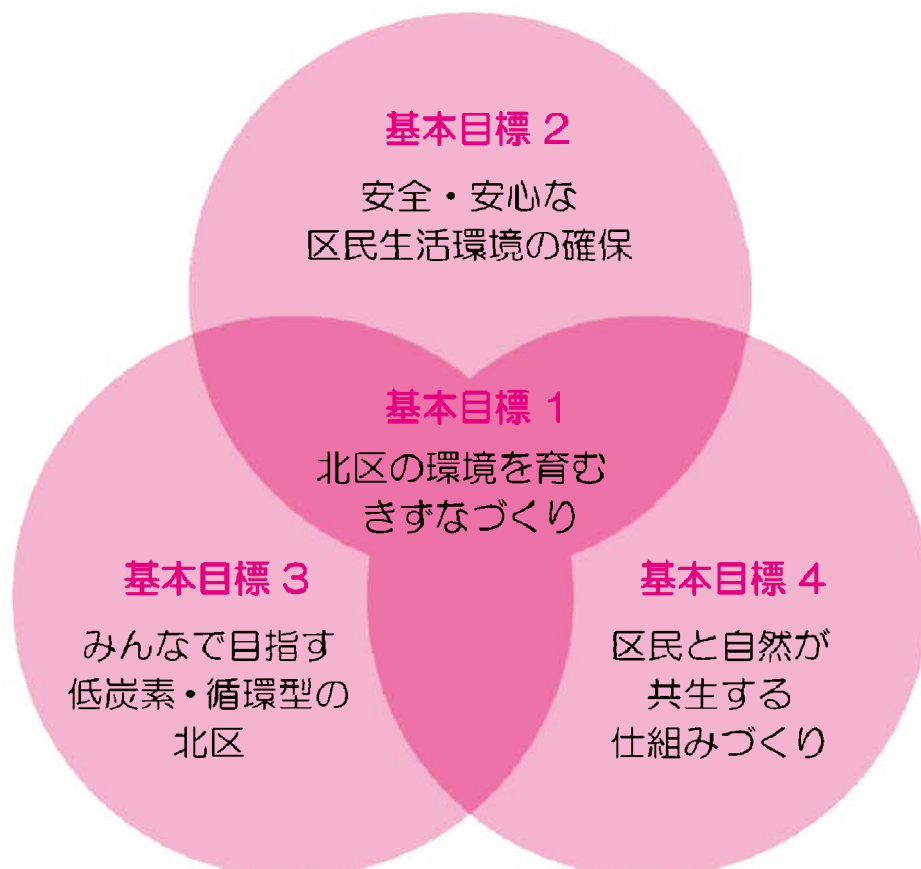 基本目標 2
安全・安心な
区民生活環境の確保
基本目標 1
北区の環境を育む
きずなづくり
基本目標 3
みんなで目指す
低炭素・循環型の
北区
基本目標 4
区民と自然が
共生する
仕組みづくり